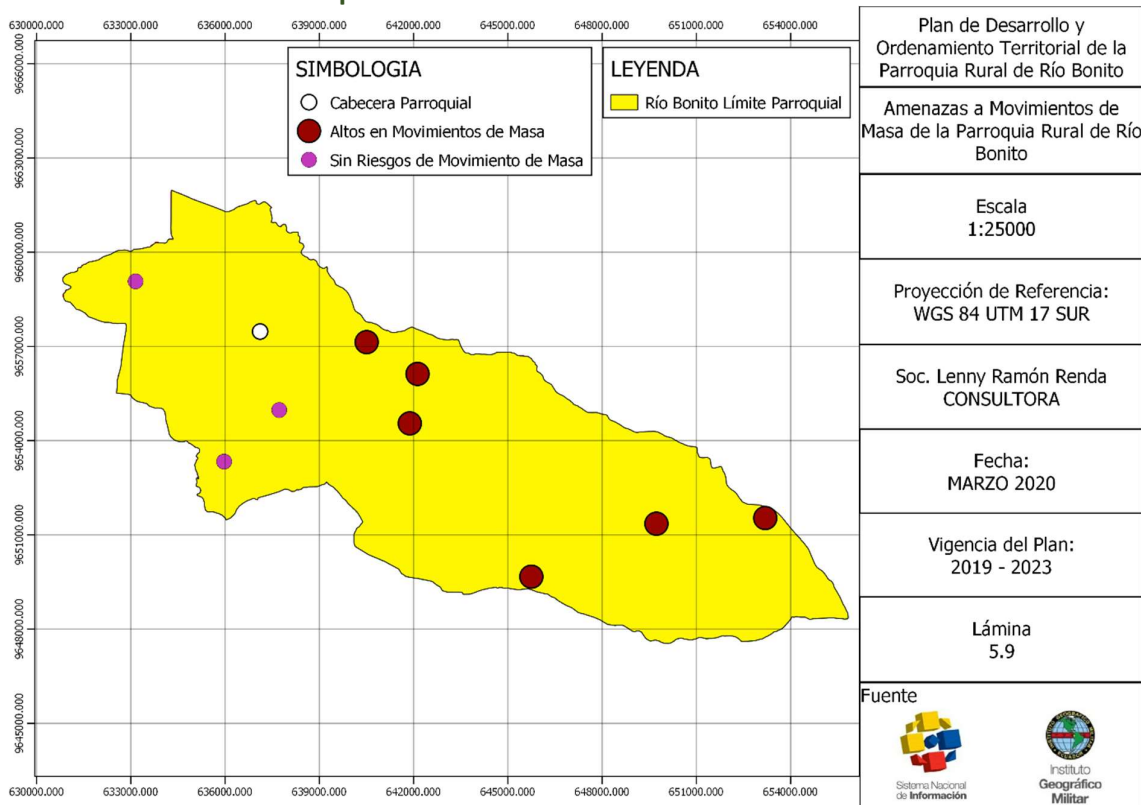 630000.000 633000.000 636000.000 639000.000 642000.000 645000.000 648000.000 651000.000 654000.000
9666000.000
9663000.000
9660000.000
9657000.000
9654000.000
9651000.000
9648000.000
9645000.000
SIMBOLOGIA
Cabecera Parroquial
Altos en Movimientos de Masa
Sin Riesgos de Movimiento de Masa
LEYENDA
Río Bonito Límite Parroquial
630000.000 633000.000 636000.000 639000.000 642000.000 645000.000 648000.000 651000.000 654000.000
Plan de Desarrollo y
Ordenamiento Territorial de la
Parroquia Rural de Río Bonito
Amenazas a Movimientos de
Masa de la Parroquia Rural de Río
Bonito
Escala
1:25000
Proyección de Referencia:
WGS 84 UTM 17 SUR
Soc. Lenny Ramón Renda
CONSULTORA
Fecha:
MARZO 2020
Vigencia del Plan:
2019 - 2023
Lámina
5.9
Fuente
Sistema Nacional
de Información
Instituto
Geográfico
Militar